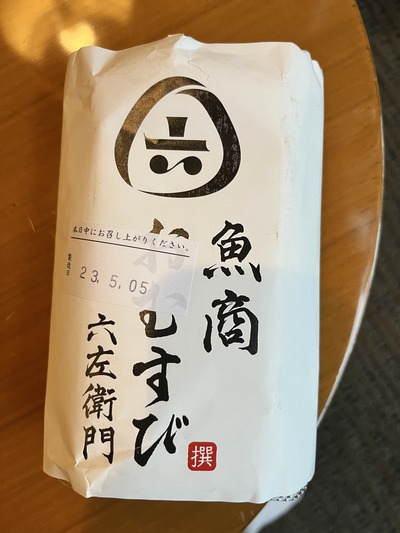 魚商
おむすび
六左衛門
撰
本日中にお召し上がりください。
製造日
23.5.05